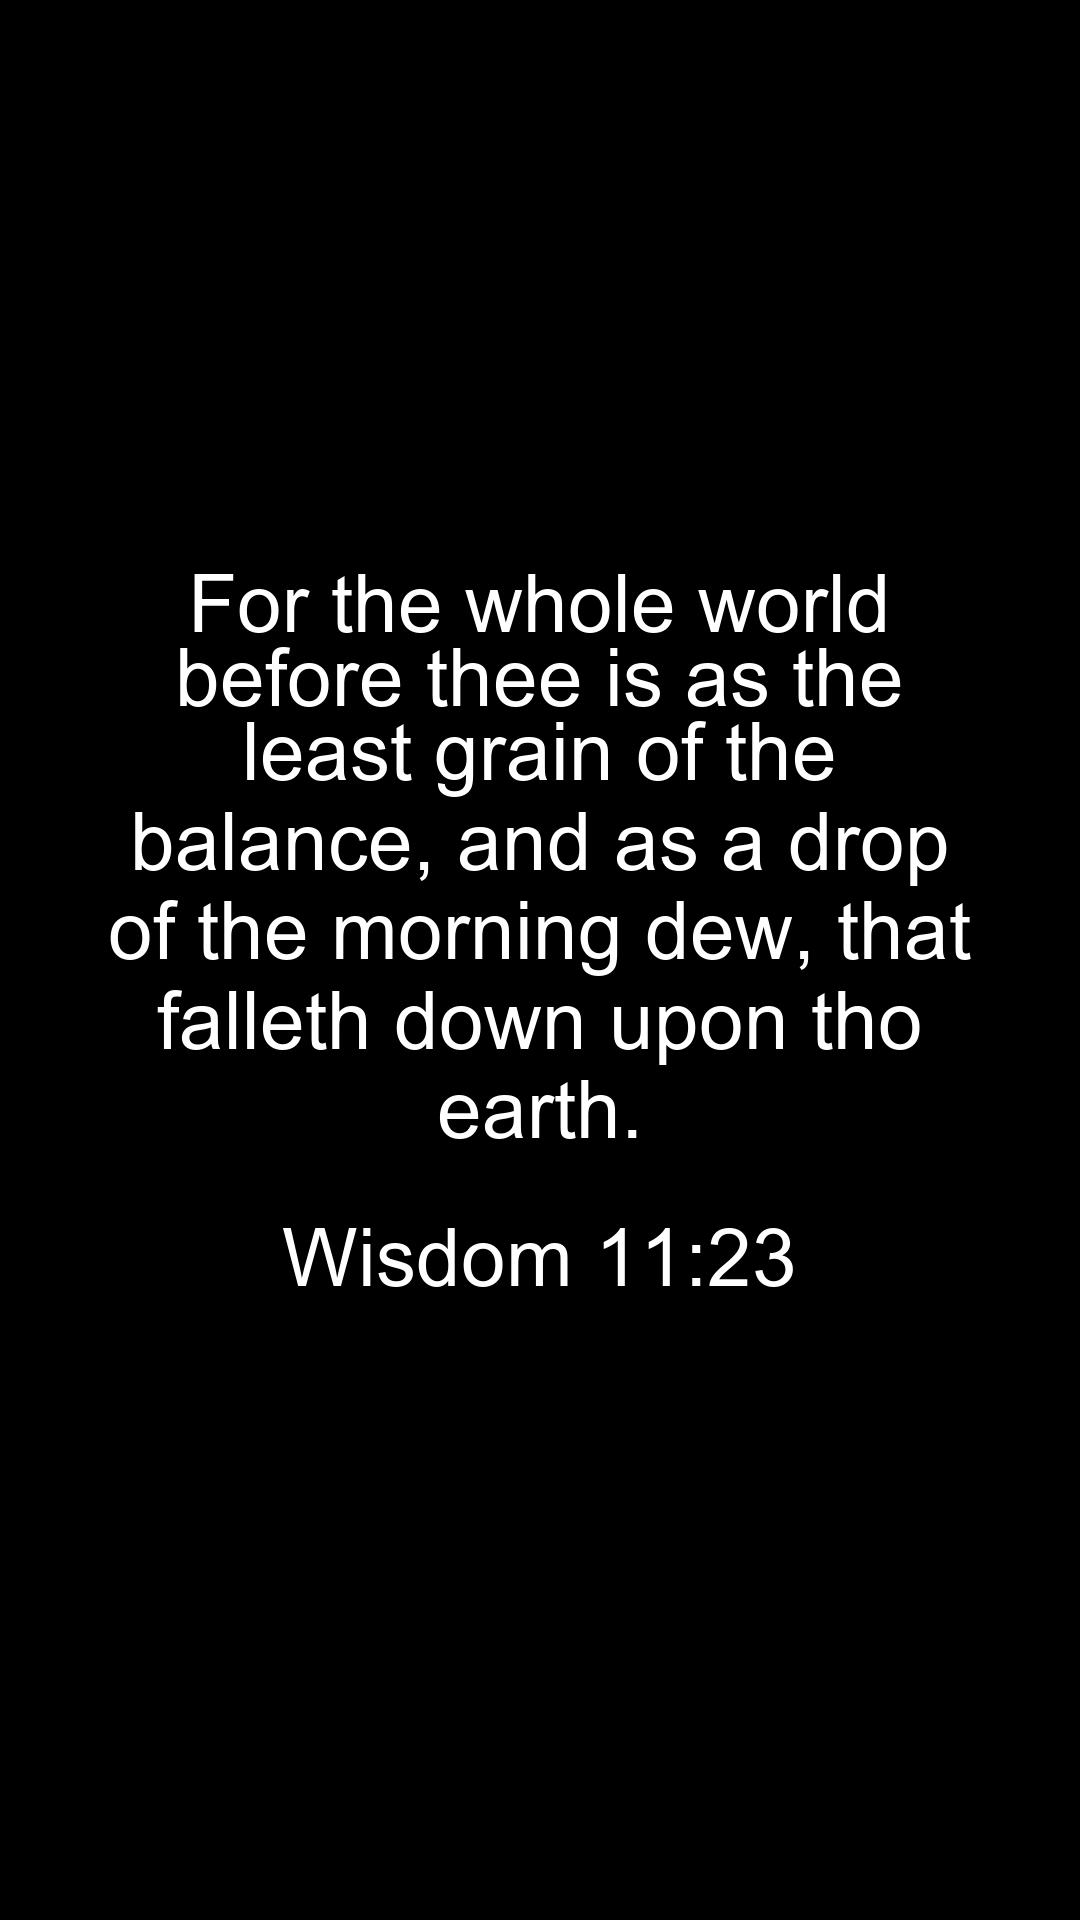 For the whole world
before thee is as the
least grain of the
balance, and as a drop
of the morning dew, that
falleth down upon tho
earth.
Wisdom 11:23